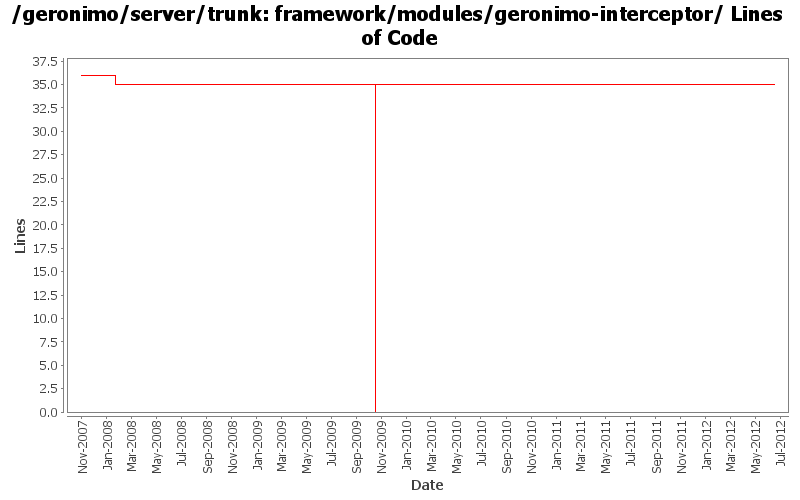 /geronimo/server/trunk: framework/modules/geronimo-interceptor/ Lines
of Code
37.5
35.0
32.5
30.0
27.5
25.0
22.5
20.0
17.5
15.0
12.5
10.0
7.5
5.0
2.5
0.0
Lines
Nov-2007
Jan-2008
Mar-2008
May-2008
Jul-2008
Sep-2008
Nov-2008
Jan-2009
Mar-2009
May-2009
Jul-2009
Sep-2009
Nov-2009
Jan-2010
Mar-2010
May-2010
Jul-2010
Sep-2010
Nov-2010
Jan-2011
Mar-2011
May-2011
Jul-2011
Sep-2011
Nov-2011
Jan-2012
Mar-2012
May-2012
Jul-2012
Date